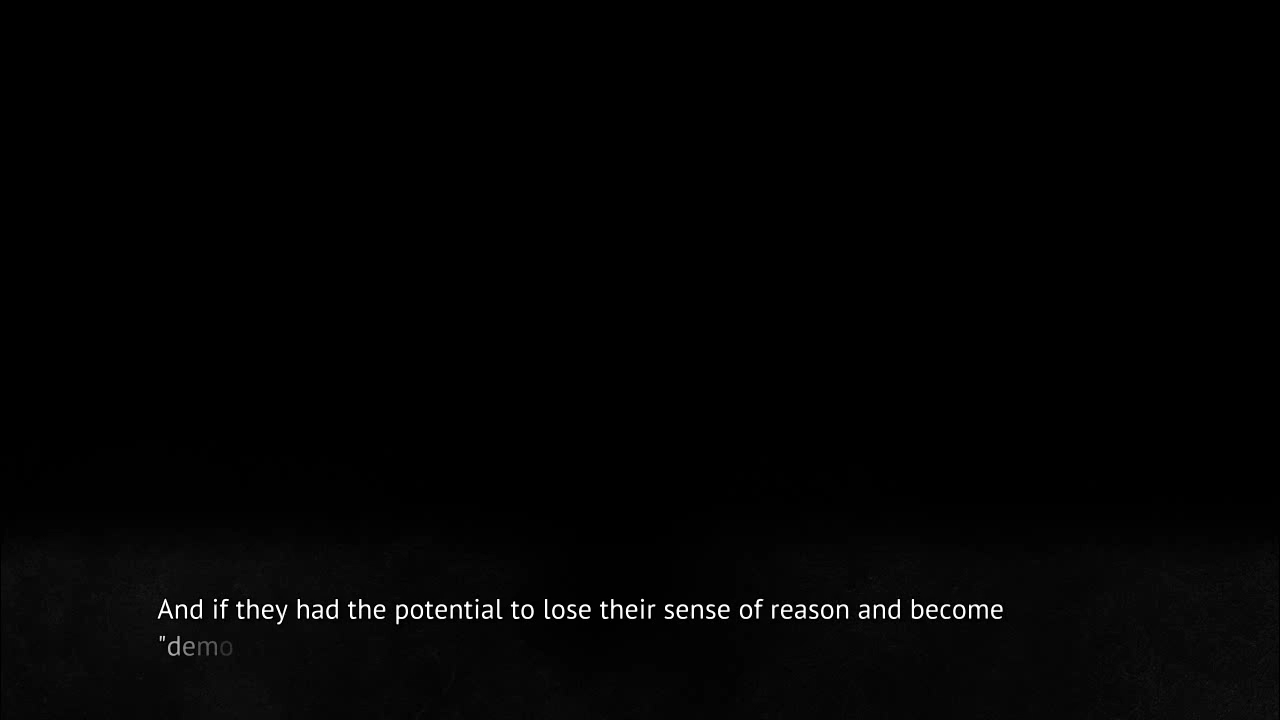 And if they had the potential to lose their sense of reason and become
"demo